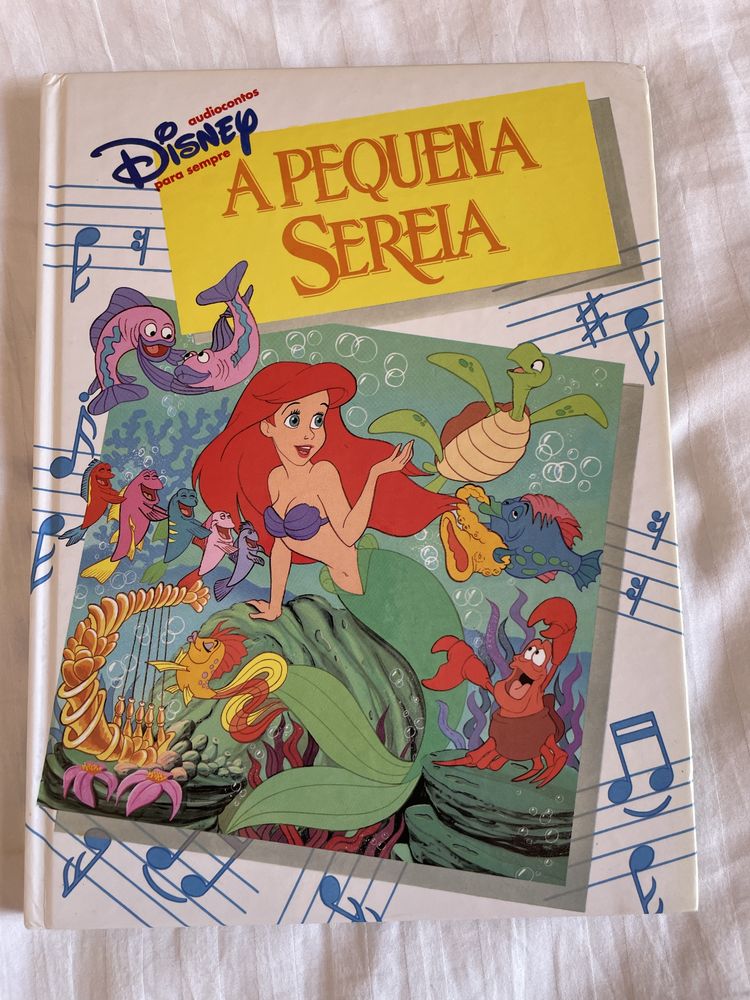 audiocontos
Disney
para sempre
A PEQUENA
SEREIA